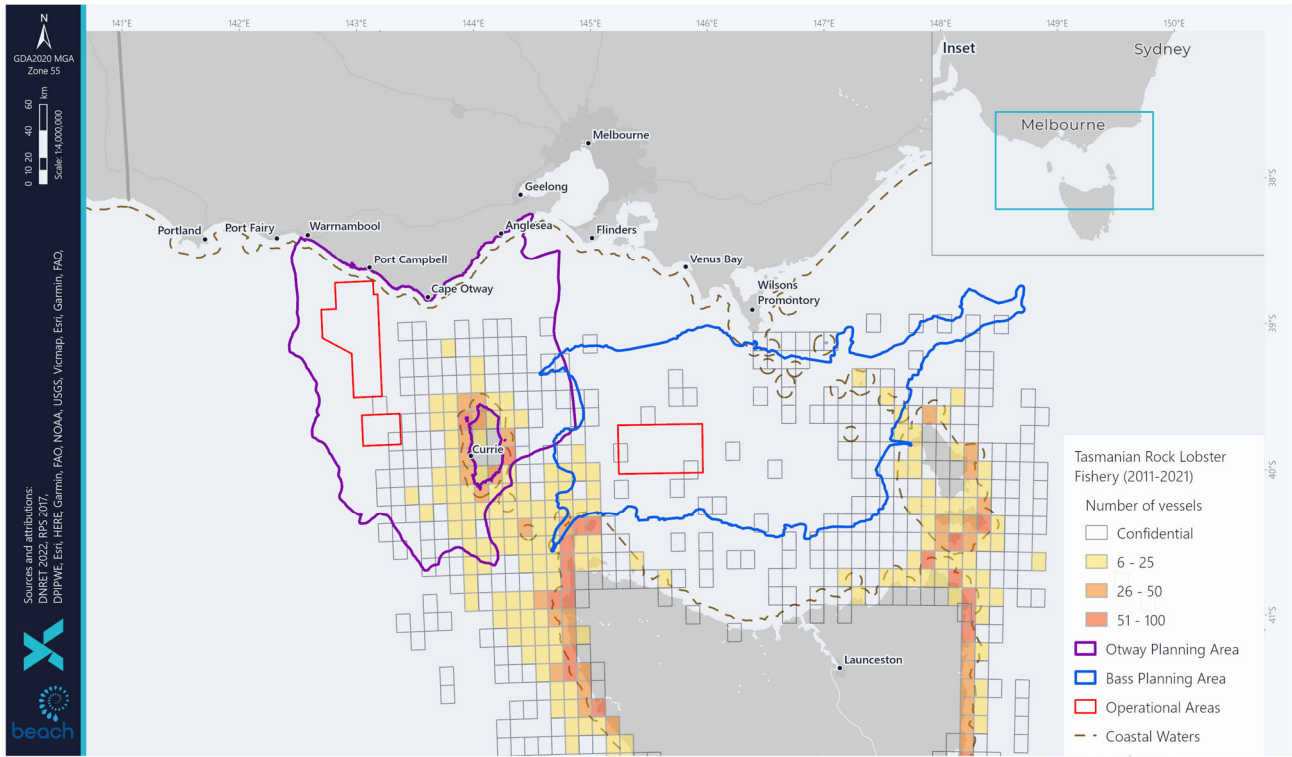 141°E 142°E 143°E 144°E 145°E 146°E 147°E 148°E 149°E 150°E
N
GDA2020 MGA
Zone 55
0 10 20 40 60
km
Scale: 1:4,000,000
Sources and attributions:
DNRET 2022, RPS 2017,
DPIPWE, Esri, HERE, Garmin, FAO, NOAA, USGS, Vicmap, Esri, Garmin, FAO,
beach
Inset
Sydney
Melbourne
38°S
39°S
40°S
41°S
Melbourne
Geelong
Portland
Port Fairy
Warrnambool
Anglesea
Flinders
Port Campbell
Venus Bay
Cape Otway
Wilsons
Promontory
Currie
Launceston
Tasmanian Rock Lobster
Fishery (2011-2021)
Number of vessels
Confidential
6 - 25
26 - 50
51 - 100
Otway Planning Area
Bass Planning Area
Operational Areas
Coastal Waters